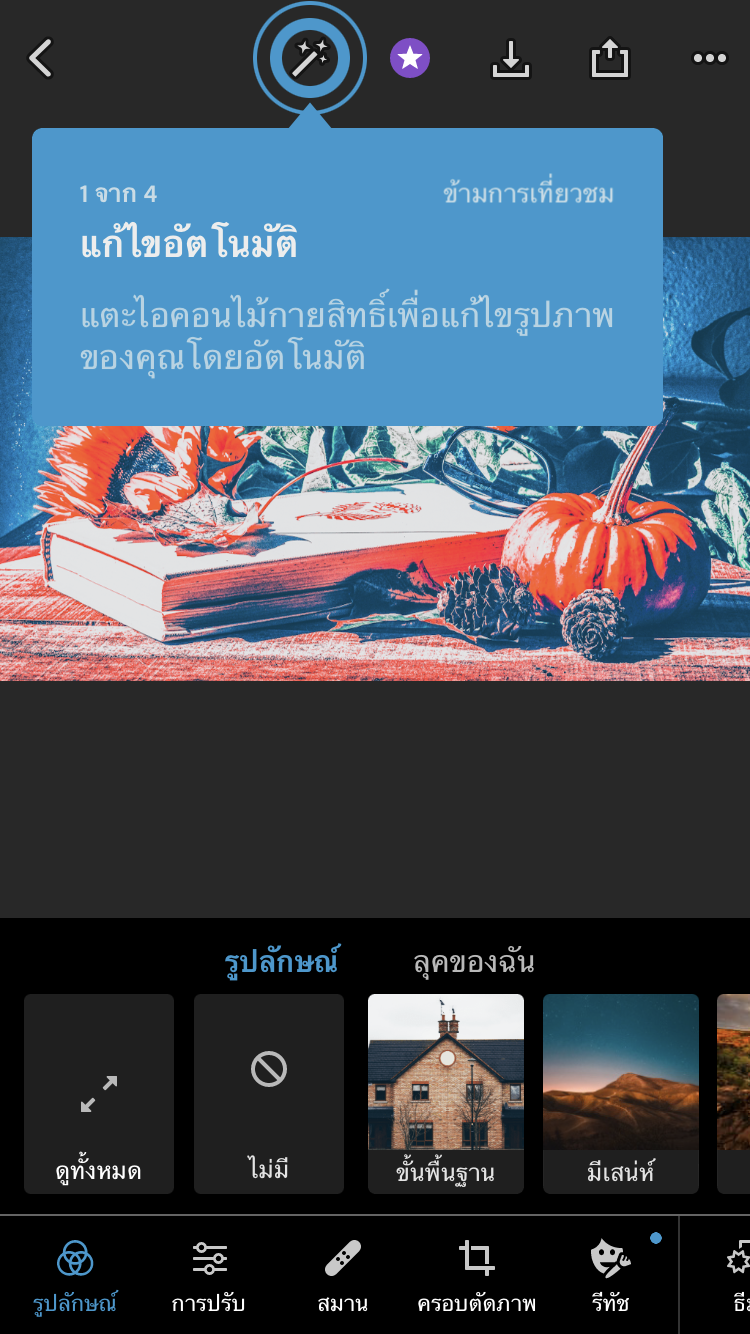 1 จาก 4
ข้ามการเที่ยวชม
แก้ไขอัตโนมัติ
แตะไอคอนไม้กายสิทธิ์เพื่อแก้ไขรูปภาพ
ของคุณโดยอัตโนมัติ
รูปลักษณ์
ลุคของฉัน
ดูทั้งหมด
ไม่มี
ขั้นพื้นฐาน
มีเสน่ห์
รูปลักษณ์
การปรับ
สมาน
ครอบตัดภาพ
รีทัช